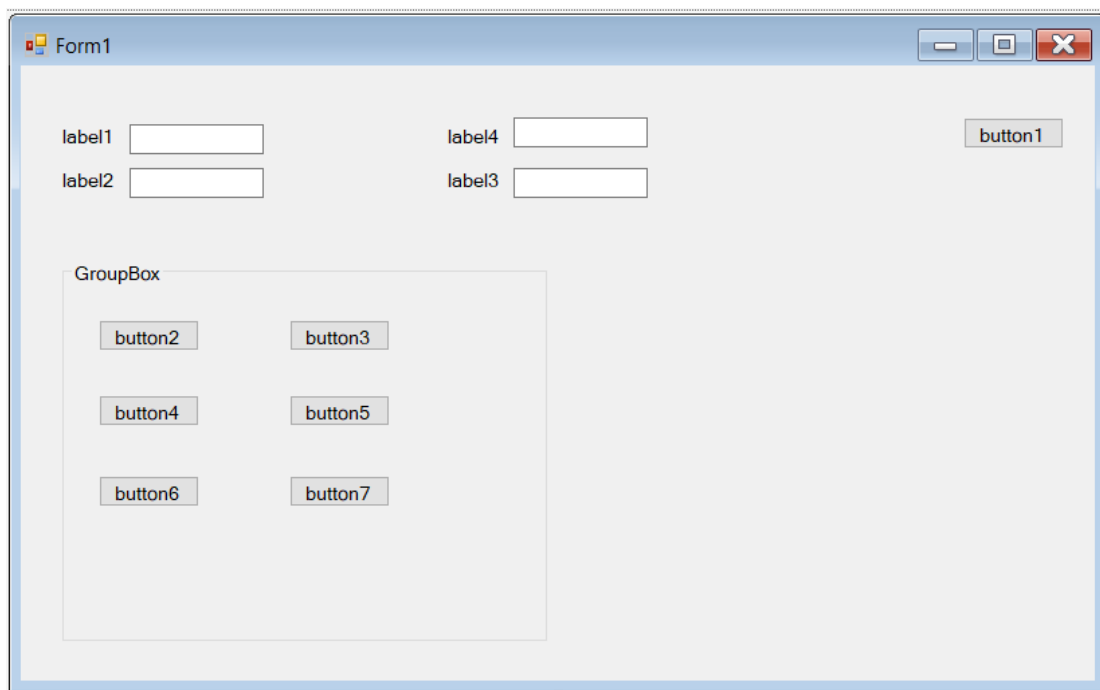 Form1
label1 label4 button1
label2 label3
GroupBox
button2 button3
button4 button5
button6 button7